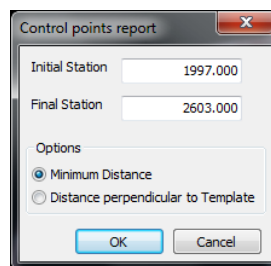 Control points report
Initial Station 1997.000
Final Station 2603.000
Options
Minimum Distance
Distance perpendicular to Template
OK Cancel